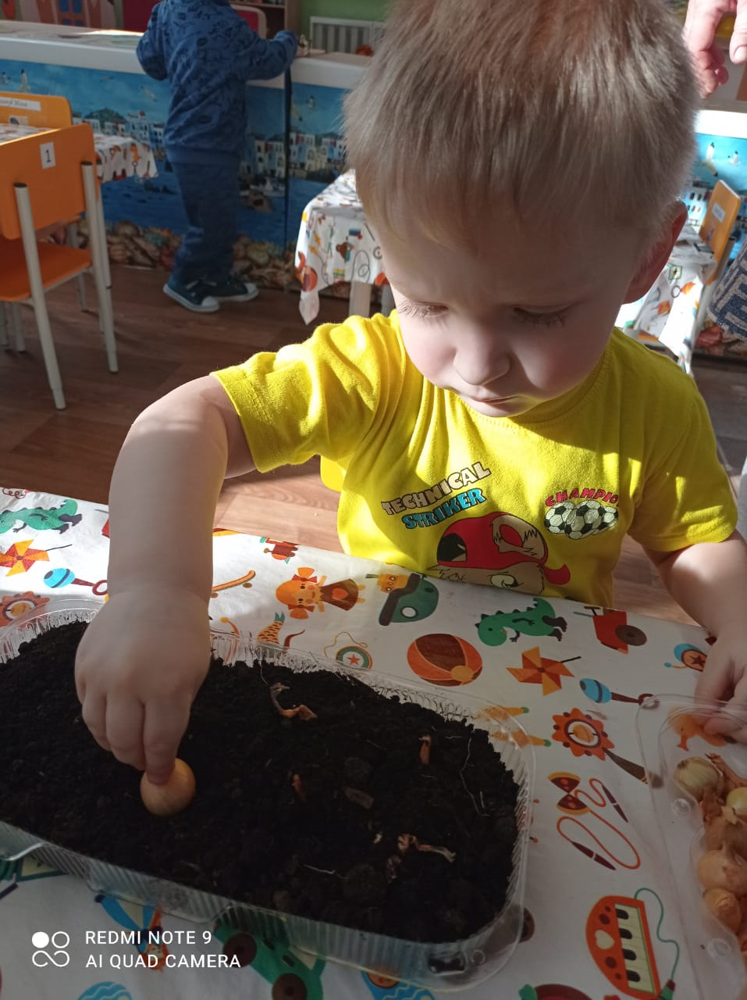 1
TECHNICAL
STRIKER
CHAMPIO
REDMI NOTE 9
AI QUAD CAMERA